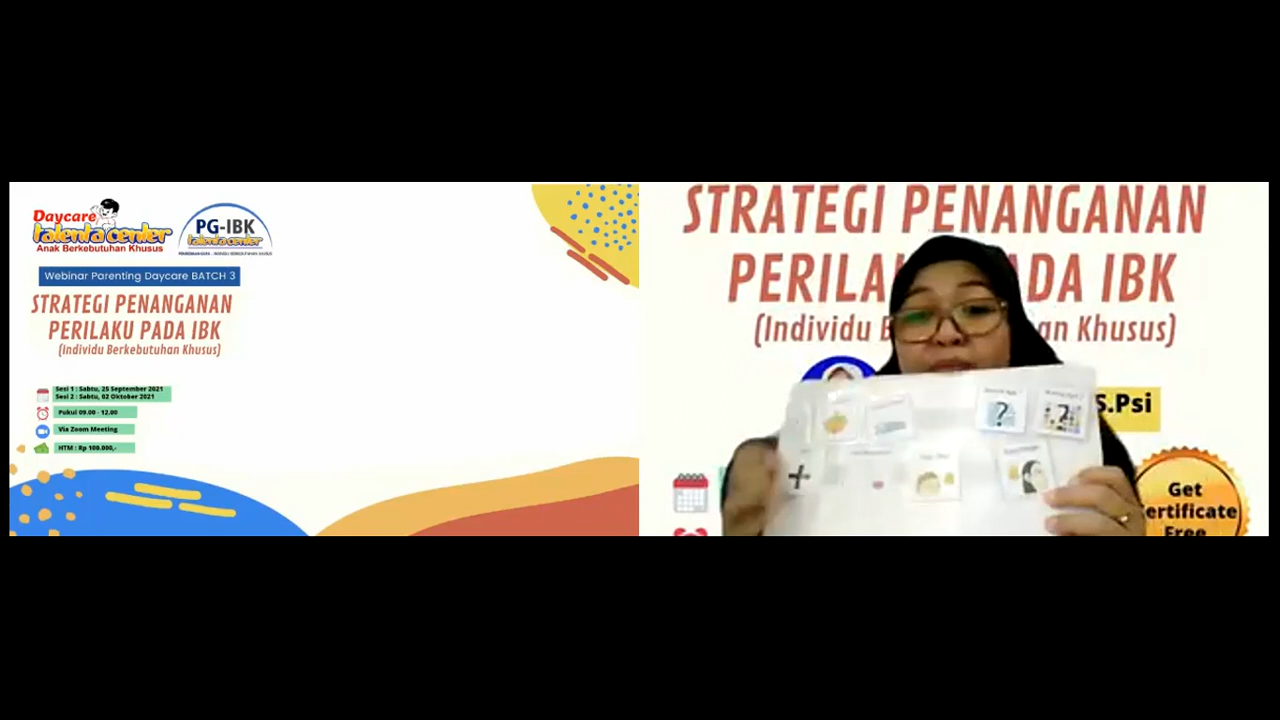 Daycare
talenta center
Anak Berkebutuhan Khusus
PG-IBK
talenta center
Webinar Parenting Daycare BATCH 3
STRATEGI PENANGANAN
PERILAKU PADA IBK
(Individu Berkebutuhan Khusus)
Sesi 1 : Sabtu, 25 September 2021
Sesi 2 : Sabtu, 02 Oktober 2021
Pukul 09.00 - 12.00
Via Zoom Meeting
HTM : Rp 100.000,-
STRATEGI PENANGANAN
PERILA DA IBK
(Individu B an Khusus)
S.Psi
Get
ertificate
Free
?
?
+